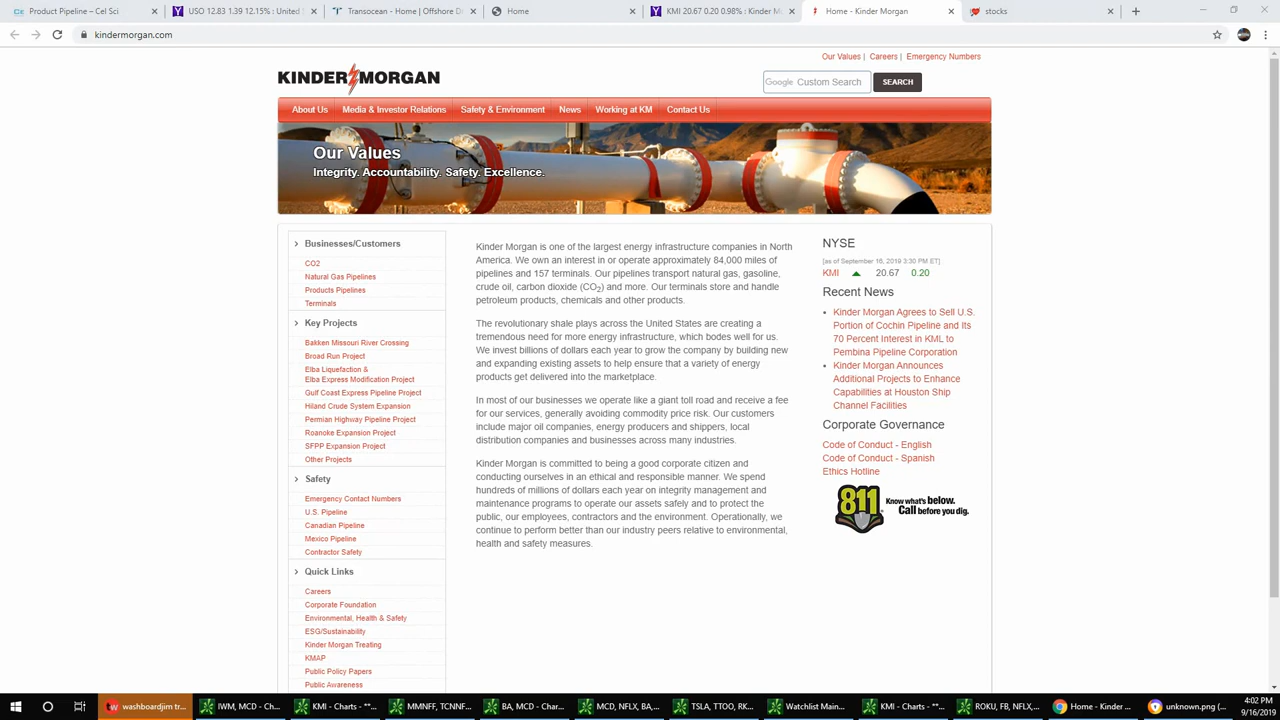 Pipeline – Cel Sci
USO 12.83 1.39 12.15% : United S
Home | Offshore D
Home
KMI 20.67 0.20 0.98% : Kinder M
Home - Kinder Morgan
stocks
kindermorgan.com
Our Values | Careers | Emergency Numbers
KINDER MORGAN
Google Custom Search SEARCH
About Us Media & Investor Relations Safety & Environment News Working at KM Contact Us
Our Values
Integrity. Accountability. Safety. Excellence.
Businesses/Customers
CO2
Natural Gas Pipelines
Products Pipelines
Terminals
Key Projects
Bakken Missouri River Crossing
Broad Run Project
Elba Liquefaction &
Elba Express Modification Project
Gulf Coast Express Pipeline Project
Hiland Crude System Expansion
Permian Highway Pipeline Project
Roanoke Expansion Project
SFPP Expansion Project
Other Projects
Safety
Emergency Contact Numbers
U.S. Pipeline
Canadian Pipeline
Mexico Pipeline
Contractor Safety
Quick Links
Careers
Corporate Foundation
Environmental, Health & Safety
ESG/Sustainability
Kinder Morgan Treating
KMAP
Public Policy Papers
Public Awareness
Kinder Morgan is one of the largest energy infrastructure companies in North
America. We own an interest in or operate approximately 84,000 miles of
pipelines and 157 terminals. Our pipelines transport natural gas, gasoline,
crude oil, carbon dioxide (CO2) and more. Our terminals store and handle
petroleum products, chemicals and other products.
The revolutionary shale plays across the United States are creating a
tremendous need for more energy infrastructure, which bodes well for us.
We invest billions of dollars each year to grow the company by building new
and expanding existing assets to help ensure that a variety of energy
products get delivered into the marketplace.
In most of our businesses we operate like a giant toll road and receive a fee
for our services, generally avoiding commodity price risk. Our customers
include major oil companies, energy producers and shippers, local
distribution companies and businesses across many industries.
Kinder Morgan is committed to being a good corporate citizen and
conducting ourselves in an ethical and responsible manner. We spend
hundreds of millions of dollars each year on integrity management and
maintenance programs to operate our assets safely and to protect the
public, our employees, contractors and the environment. Operationally, we
continue to perform better than our industry peers relative to environmental,
health and safety measures.
NYSE
[as of September 16, 2019 3:30 PM ET]
KMI 20.67 0.20
Recent News
Kinder Morgan Agrees to Sell U.S.
Portion of Cochin Pipeline and Its
70 Percent Interest in KML to
Pembina Pipeline Corporation
Kinder Morgan Announces
Additional Projects to Enhance
Capabilities at Houston Ship
Channel Facilities
Corporate Governance
Code of Conduct - English
Code of Conduct - Spanish
Ethics Hotline
811 Know what's below.
Call before you dig.
washboardjim tr...
IWM, MCD - Ch...
KMI - Charts - **...
MMNFF, TCNNF...
BA, MCD - Char...
MCD, NFLX, BA,...
TSLA, TTOO, RK...
Watchlist Main...
KMI - Charts - **...
ROKU, FB, NFLX,...
Home - Kinder ...
unknown.png (...
4:02 PM
9/16/2019